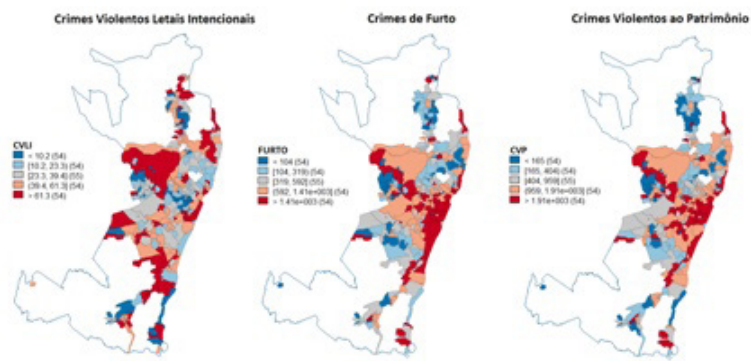 Crimes Violentos Letais Intencionais
CVLI
< 10.2 (54)
[10.2, 23.3) (54)
[23.3, 39.4) (55)
(39.4, 61.3] (54)
> 61.3 (54)
Crimes de Furto
FURTO
< 104 (54)
[104, 319) (54)
[319, 592] (55)
(592, 1.41e+003] (54)
> 1.41e+003 (54)
Crimes Violentos ao Patrimônio
CVP
< 165 (54)
[165, 404) (54)
[404, 959] (55)
(959, 1.91e+003] (54)
> 1.91e+003 (54)